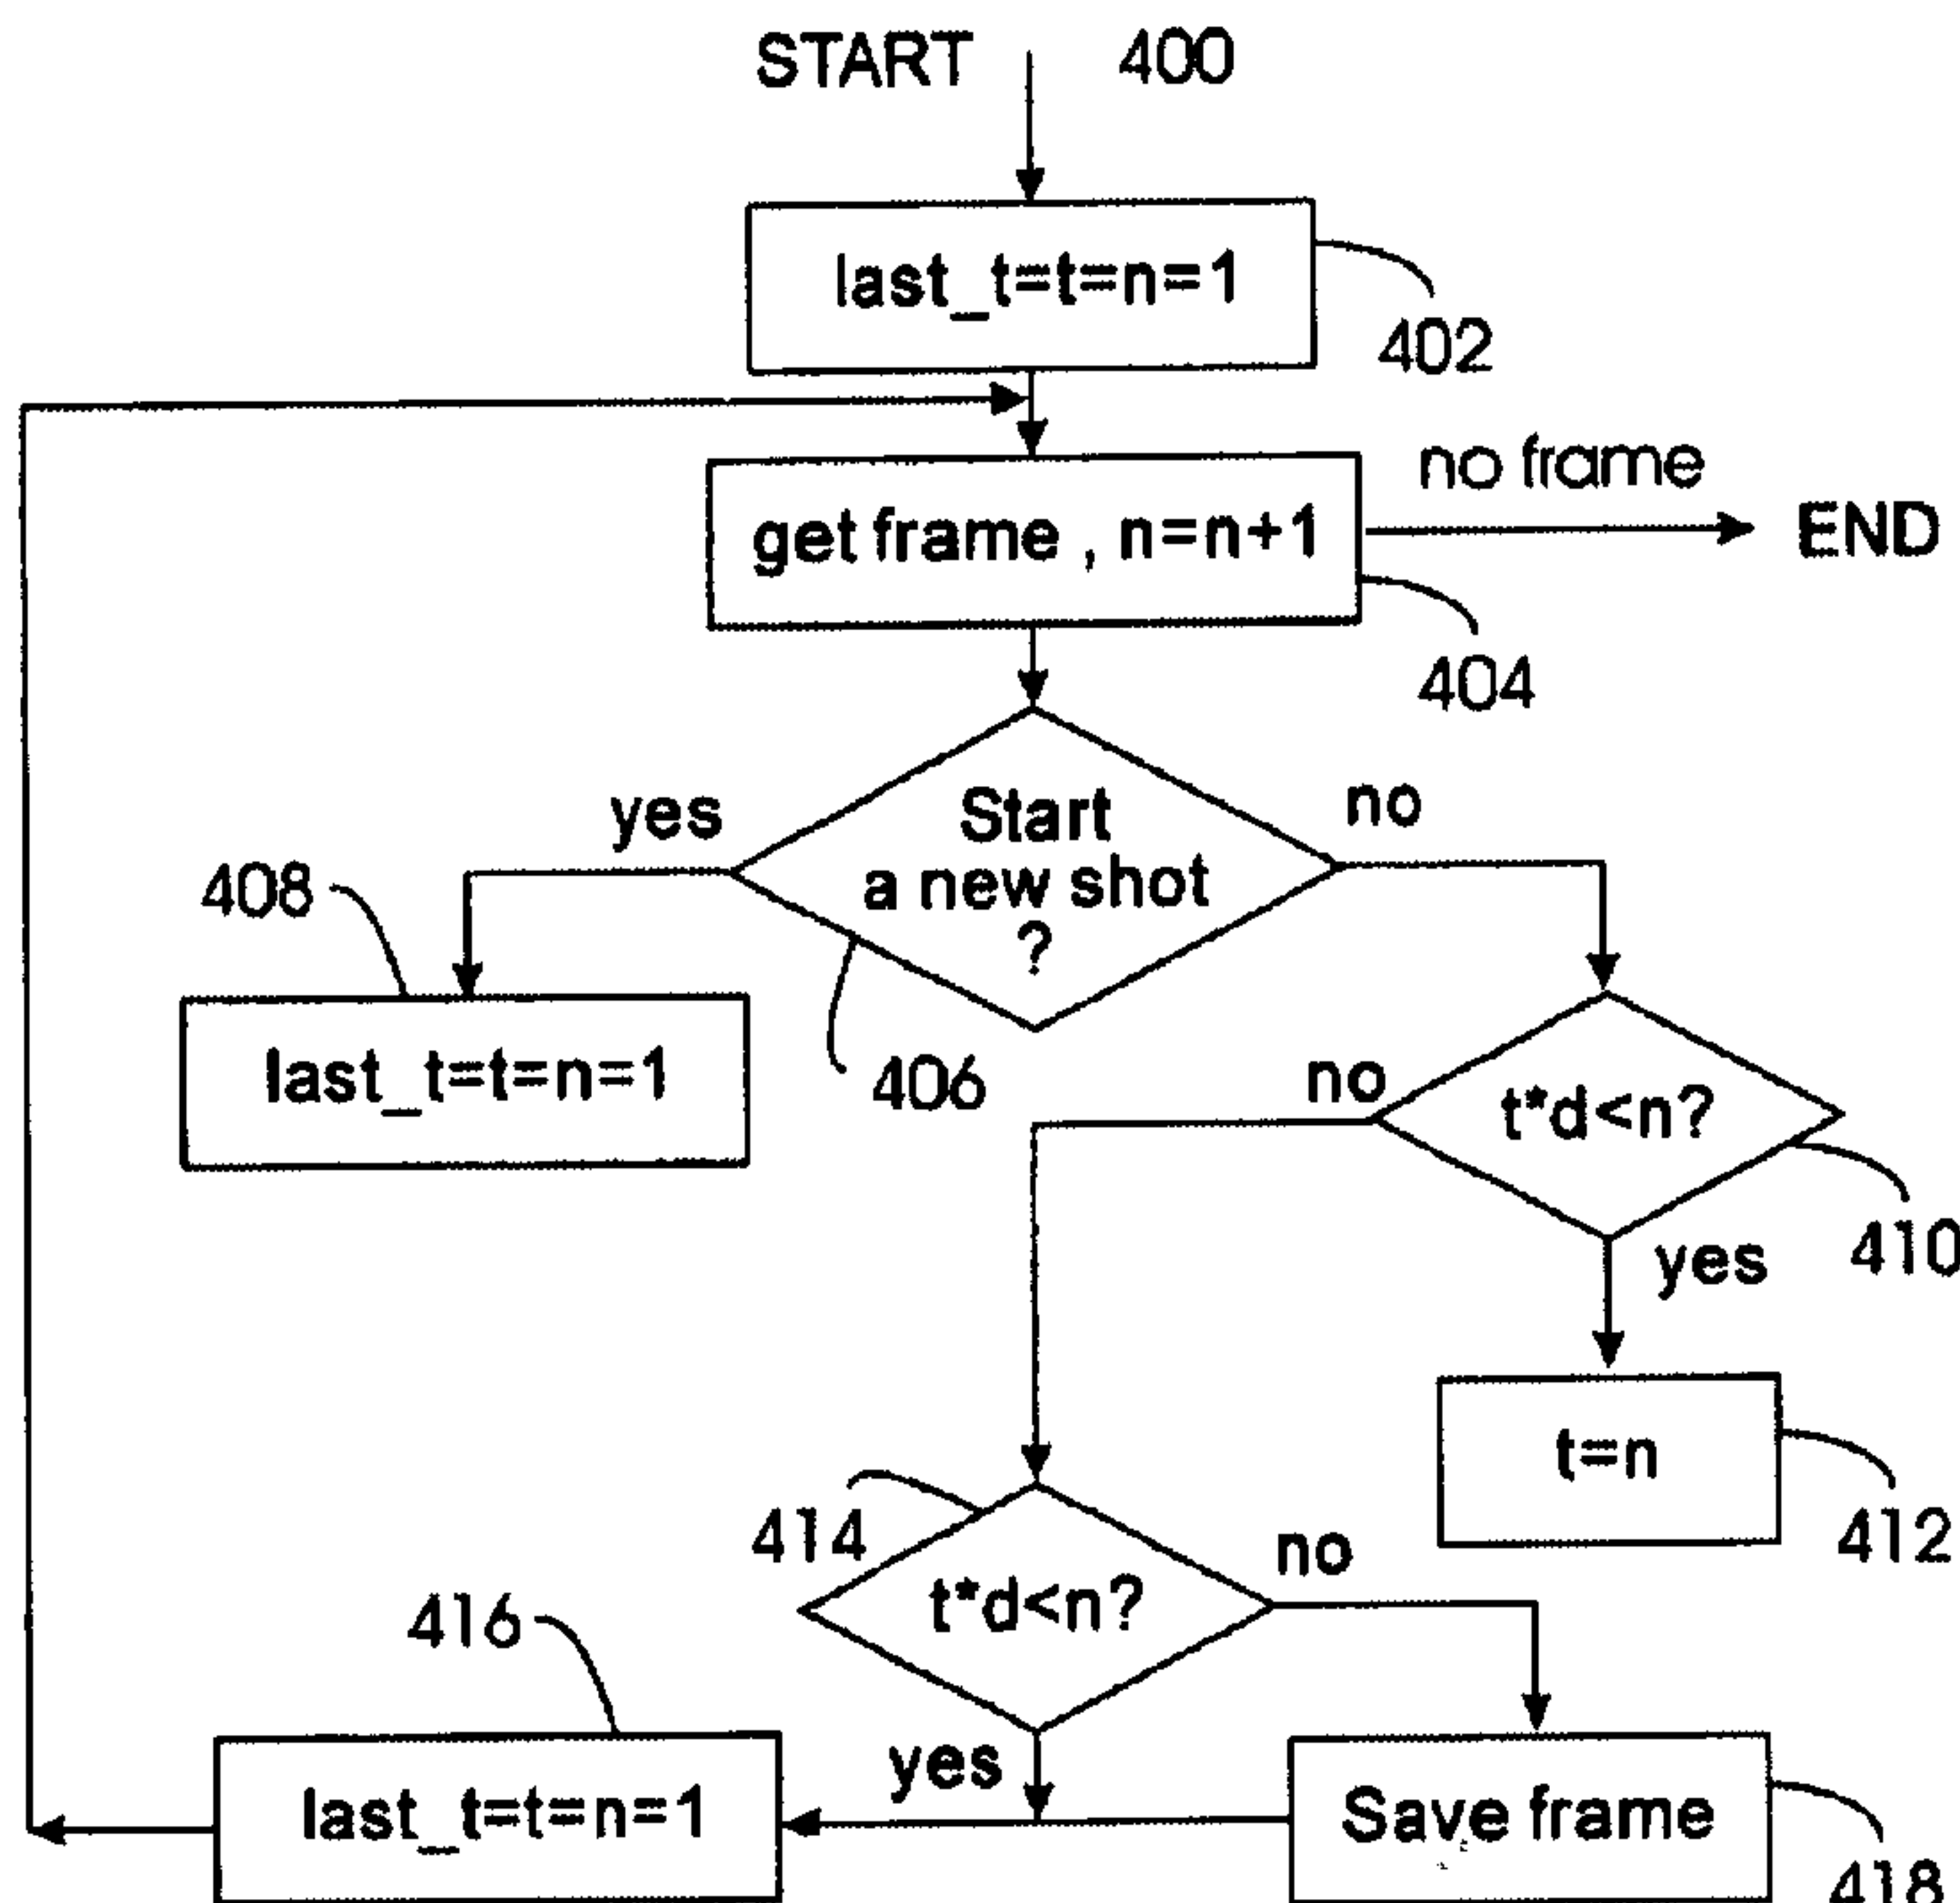 START 400
last_t=t=n=1
402
no frame
get frame , n=n+1
END
404
yes
no
Start
a new shot
?
408
last_t=t=n=1
406
no
t*d<n?
410
yes
t=n
412
414
no
t*d<n?
416
yes
last_t=t=n=1
Save frame
418